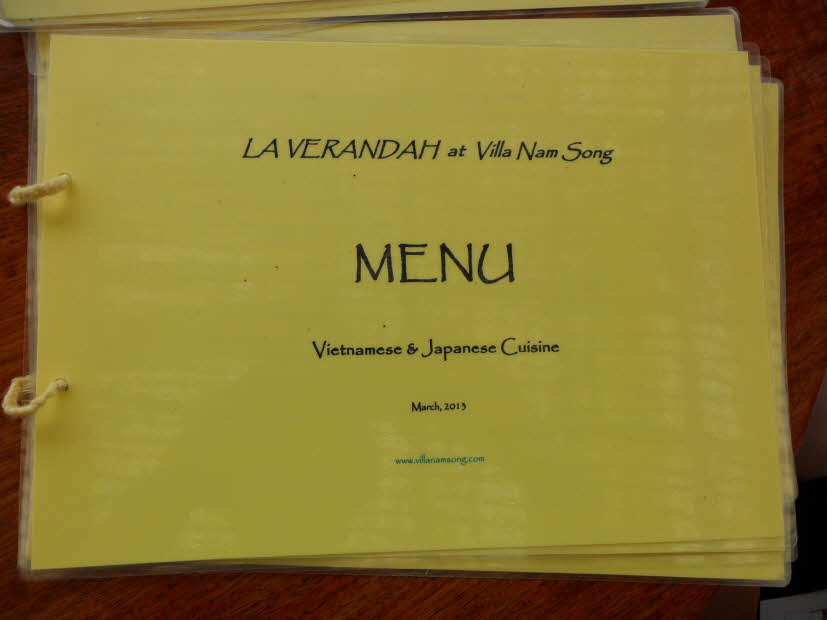 LA VERANDAH at Villa Nam Song
MENU
Vietnamese & Japanese Cuisine
March, 2013
www.villanamsong.com